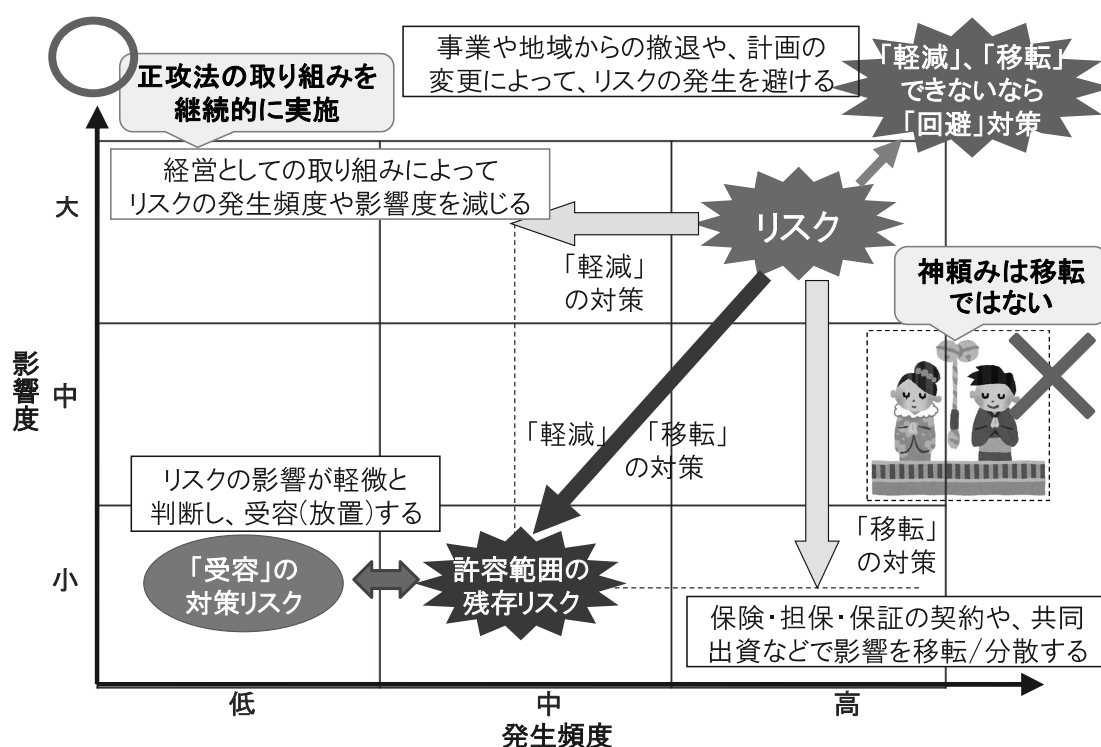 事業や地域からの撤退や、計画の
変更によって、リスクの発生を避ける
「軽減」、「移転」
できないなら
「回避」対策
正攻法の取り組みを
継続的に実施
経営としての取り組みによって
リスクの発生頻度や影響度を減じる
大
リスク
「軽減」
の対策
神頼みは移転
ではない
影響度
中
「軽減」
「移転」
の対策
リスクの影響が軽微と
判断し、受容(放置)する
「移転」
の対策
小
「受容」の
対策リスク
許容範囲の
残存リスク
保険・担保・保証の契約や、共同
出資などで影響を移転/分散する
低
中
高
発生頻度